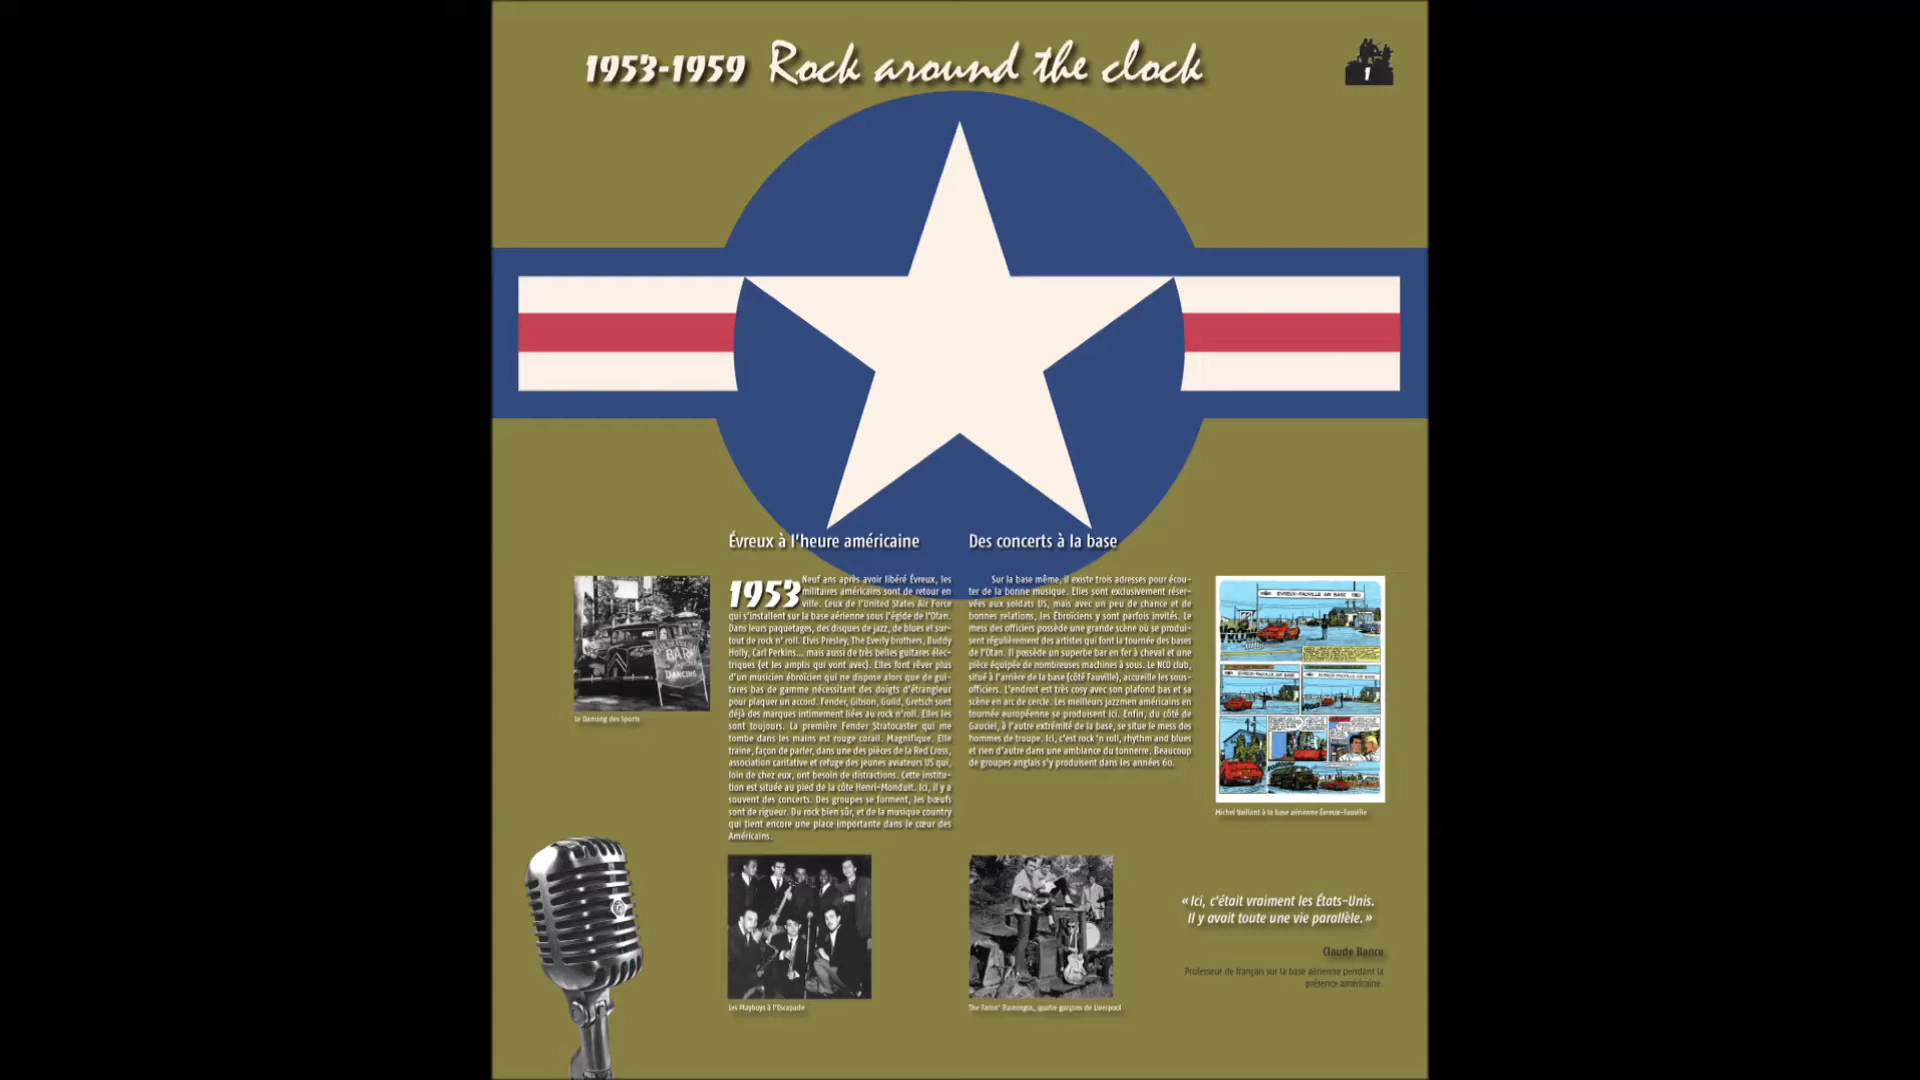 1953-1959 Rock around the clock
1
Évreux à l'heure américaine
1953 Neuf ans après avoir libéré Évreux, les
militaires américains sont de retour en
ville. Ceux de l'United States Air Force
qui s'installent sur la base aérienne sous l'égide de l'Otan.
Dans leurs paquetages, des disques de jazz, de blues et sur-
tout de rock n' roll. Elvis Presley, The Everly brothers, Buddy
Holly, Carl Perkins... mais aussi de très belles guitares élec-
triques (et les amplis qui vont avec). Elles font rêver plus
d'un musicien ébroïcien qui ne dispose alors que de gui-
tares bas de gamme nécessitant des doigts d'étrangleur
pour plaquer un accord. Fender, Gibson, Guild, Gretsch sont
déjà des marques intimement liées au rock n'roll. Elles les
sont toujours. La première Fender Stratocaster qui me
tombe dans les mains est rouge corail. Magnifique. Elle
traine, façon de parler, dans une des pièces de la Red Cross,
association caritative et refuge des jeunes aviateurs US qui,
loin de chez eux, ont besoin de distractions. Cette institu-
tion est située au pied de la côte Henri-Monduit. Ici, il y a
souvent des concerts. Des groupes se forment, les bœufs
sont de rigueur. Du rock bien sûr, et de la musique country
qui tient encore une place importante dans le cœur des
Américains.
Des concerts à la base
Sur la base même, il existe trois adresses pour écou-
ter de la bonne musique. Elles sont exclusivement réser-
vées aux soldats US, mais avec un peu de chance et de
bonnes relations, les Ébroïciens y sont parfois invités. Le
mess des officiers possède une grande scène où se produi-
sent régulièrement des artistes qui font la tournée des bases
de l'Otan. Il possède un superbe bar en fer à cheval et une
pièce équipée de nombreuses machines à sous. Le NCO club,
situé à l'arrière de la base (côté Fauville), accueille les sous-
officiers. L'endroit est très cosy avec son plafond bas et sa
scène en arc de cercle. Les meilleurs jazzmen américains en
tournée européenne se produisent ici. Enfin, du côté de
Gauciel, à l'autre extrémité de la base, se situe le mess des
hommes de troupe. Ici, c'est rock 'n roll, rhythm and blues
et rien d'autre dans une ambiance du tonnerre. Beaucoup
de groupes anglais s'y produisent dans les années 60.
BAR
DANCING
Le Dancing des Sports
EVREUX-FAUVILLE AIR BASE
Michel Vaillant à la base aérienne Évreux-Fauville
Les Playboys à l'Escapade
The Famin' Flamingos, quatre garçons de Liverpool
« Ici, c'était vraiment les États-Unis.
Il y avait toute une vie parallèle. »
Claude Bance
Professeur de français sur la base aérienne pendant la
présence américaine.